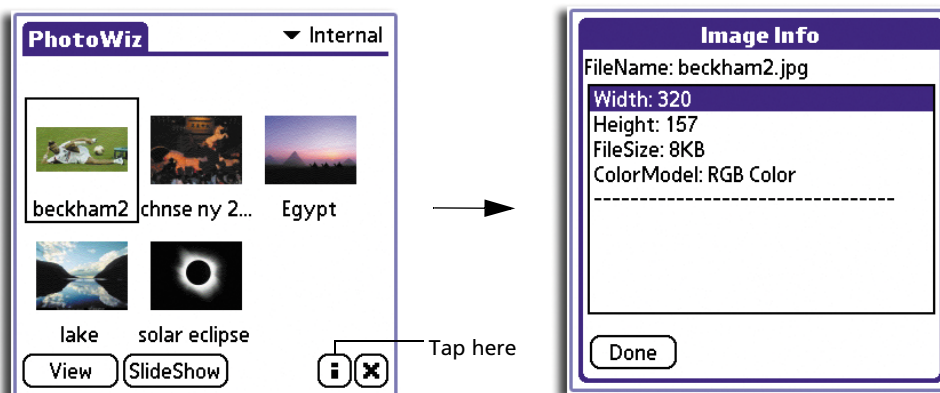 PhotoWiz
Internal
beckham2
chnse ny 2...
Egypt
lake
solar eclipse
View
SlideShow
i
x
Tap here
Image Info
FileName: beckham2.jpg
Width: 320
Height: 157
FileSize: 8KB
ColorModel: RGB Color
---------------------------------
Done